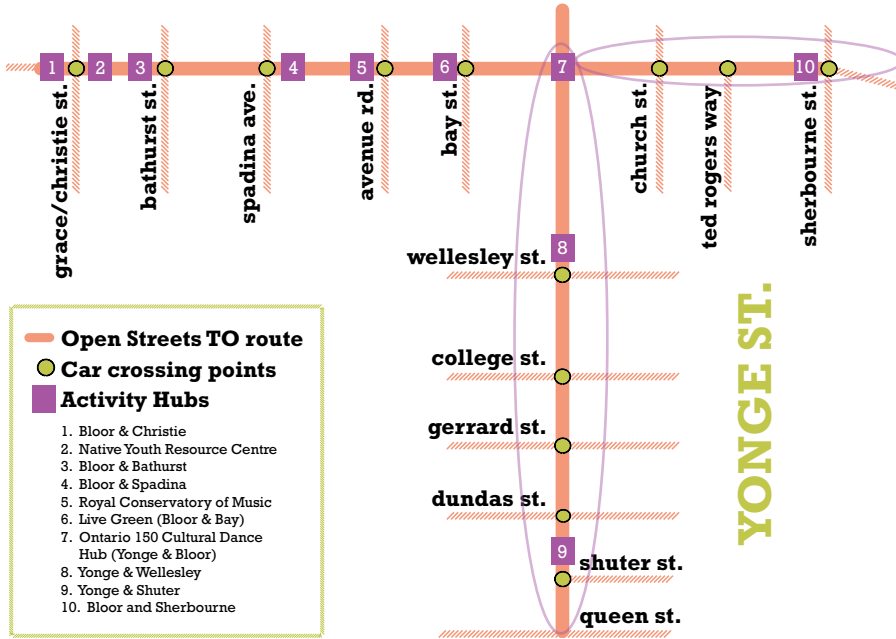 1
2
3
4
5
6
7
10
grace/christie st.
bathurst st.
spadina ave.
avenue rd.
bay st.
church st.
ted rogers way
sherbourne st.
8
wellesley st.
college st.
gerrard st.
dundas st.
9
shuter st.
queen st.
YONGE ST.
Open Streets TO route
Car crossing points
Activity Hubs
1. Bloor & Christie
2. Native Youth Resource Centre
3. Bloor & Bathurst
4. Bloor & Spadina
5. Royal Conservatory of Music
6. Live Green (Bloor & Bay)
7. Ontario 150 Cultural Dance
Hub (Yonge & Bloor)
8. Yonge & Wellesley
9. Yonge & Shuter
10. Bloor and Sherbourne